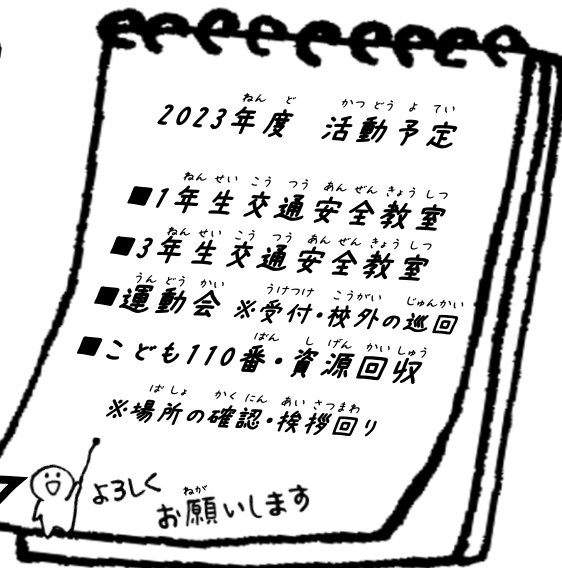 2023年度 活動予定
■1年生交通安全教室
■3年生交通安全教室
■運動会 ※受付・校外の巡回
■こども110番・資源回収
※場所の確認・挨拶回り
よろしく
お願いします